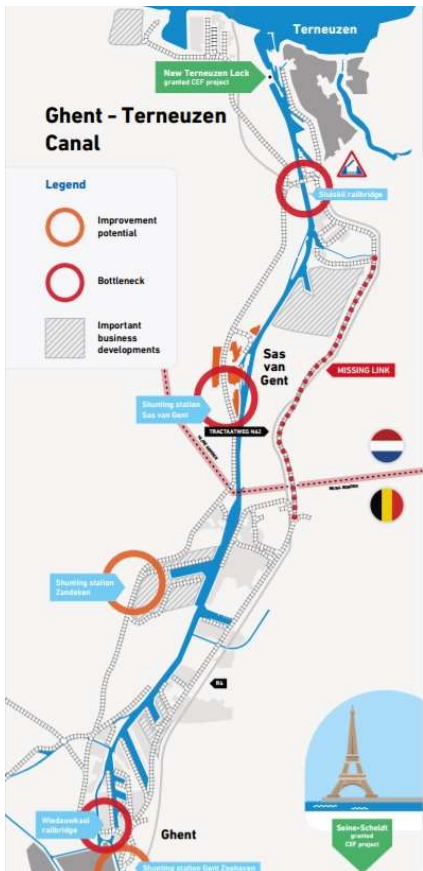 Terneuzen
New Terneuzen Lock
granted CEF project
Ghent - Terneuzen
Canal
Legend
Improvement
potential
Bottleneck
Important
business
developments
Sluiskil railbridge
Sas
van
Gent
MISSING LINK
Shunting station
Sas van Gent
TRACTAATWEG N62
Shunting station
Zandeken
R4
Wiedauwkaai
railbridge
Ghent
Shunting station Gent Zeehaven
Seine-Scheldt
granted
CEF project